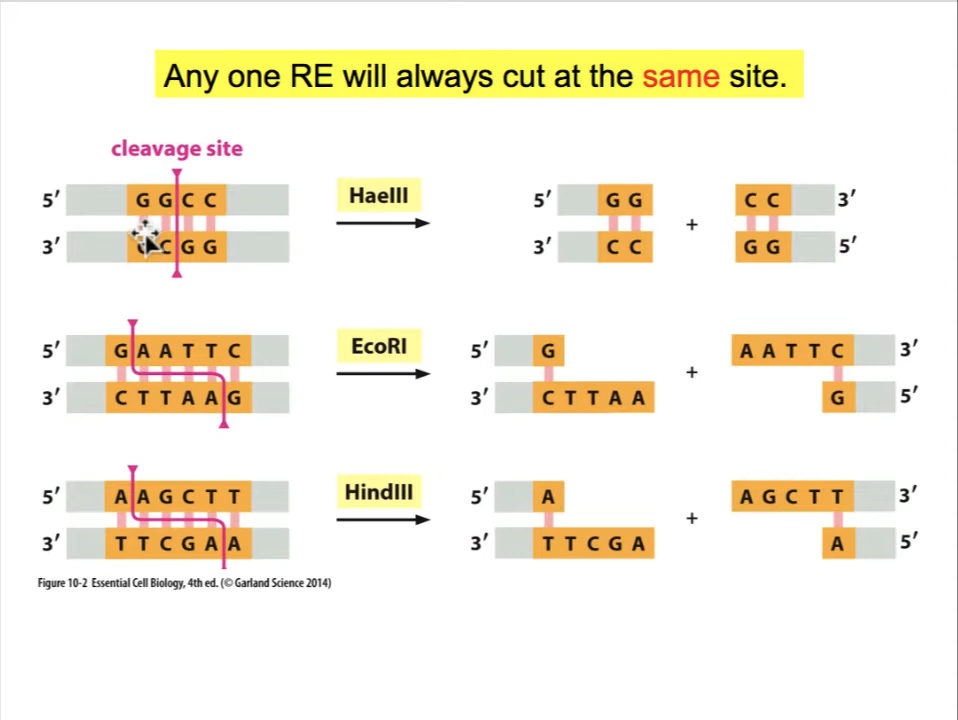 Any one RE will always cut at the same site.
cleavage site
5′ G G C C
3′ C G G
HaeIII
5′ G G
3′ C C
+
C C 3′
G G 5′
5′ G A A T T C
3′ C T T A A G
EcoRI
5′ G
3′ C T T A A
+
A A T T C 3′
G 5′
5′ A A G C T T
3′ T T C G A A
HindIII
5′ A
3′ T T C G A
+
A G C T T 3′
A 5′
Figure 10-2 Essential Cell Biology, 4th ed. (© Garland Science 2014)